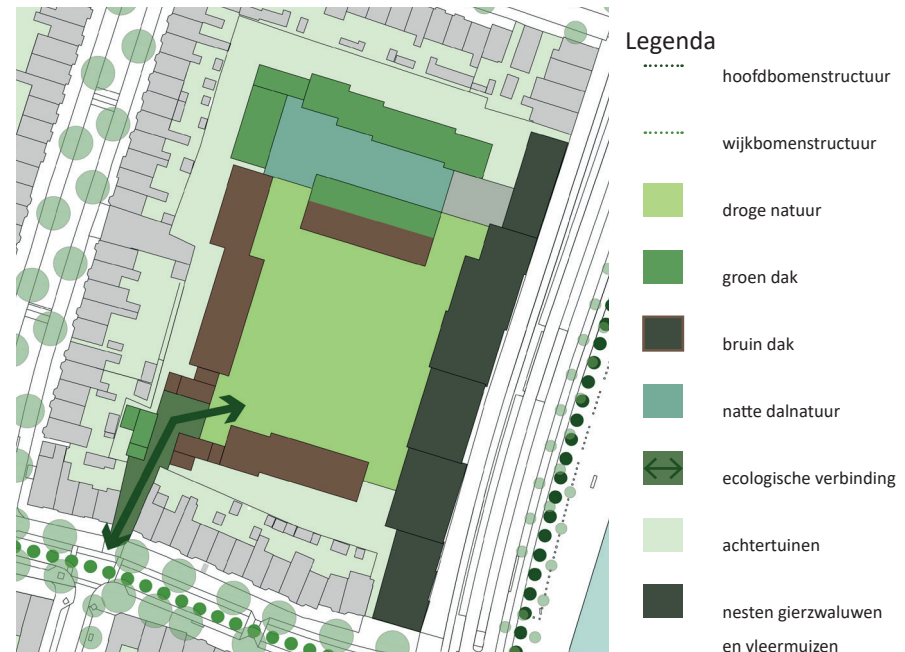 Legenda
hoofdbomenstructuur
wijkbomenstructuur
droge natuur
groen dak
bruin dak
natte dalnatuur
ecologische verbinding
achtertuinen
nesten gierzwaluwen
en vleermuizen